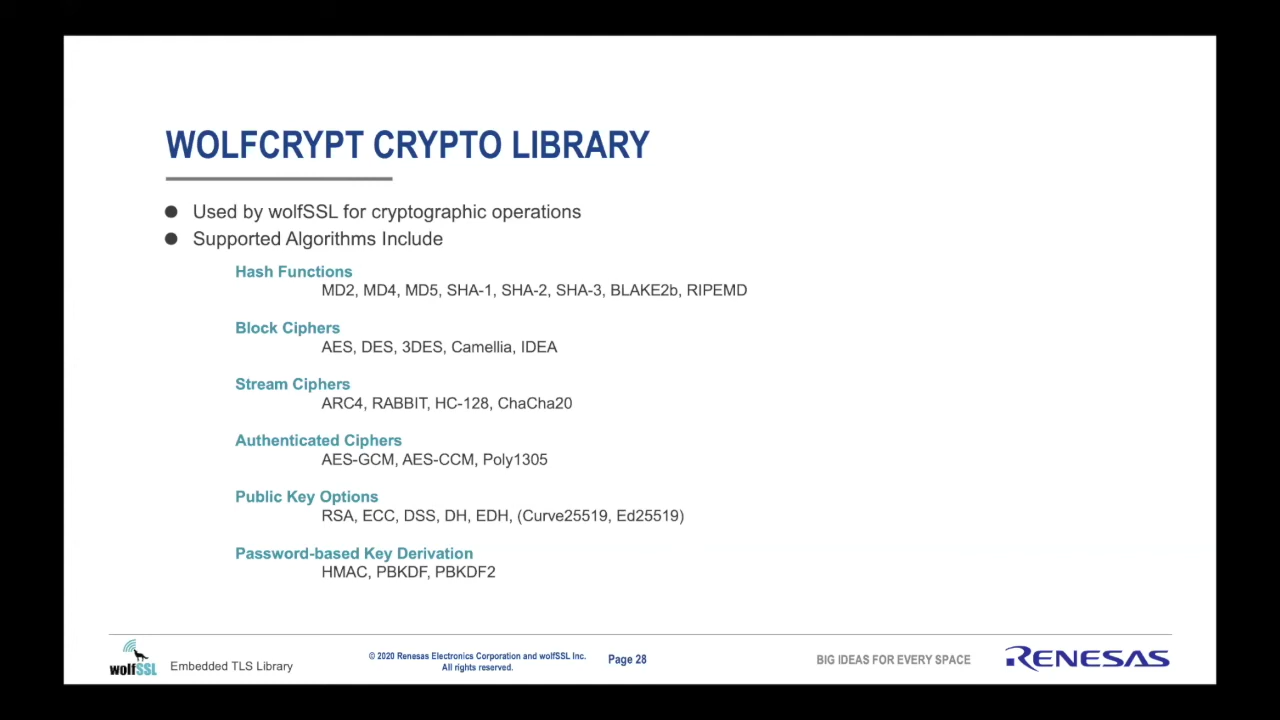 WOLFCRYPT CRYPTO LIBRARY
● Used by wolfSSL for cryptographic operations
● Supported Algorithms Include
Hash Functions
MD2, MD4, MD5, SHA-1, SHA-2, SHA-3, BLAKE2b, RIPEMD
Block Ciphers
AES, DES, 3DES, Camellia, IDEA
Stream Ciphers
ARC4, RABBIT, HC-128, ChaCha20
Authenticated Ciphers
AES-GCM, AES-CCM, Poly1305
Public Key Options
RSA, ECC, DSS, DH, EDH, (Curve25519, Ed25519)
Password-based Key Derivation
HMAC, PBKDF, PBKDF2
wolfSSL
Embedded TLS Library
© 2020 Renesas Electronics Corporation and wolfSSL Inc.
All rights reserved.
Page 28
BIG IDEAS FOR EVERY SPACE
RENESAS